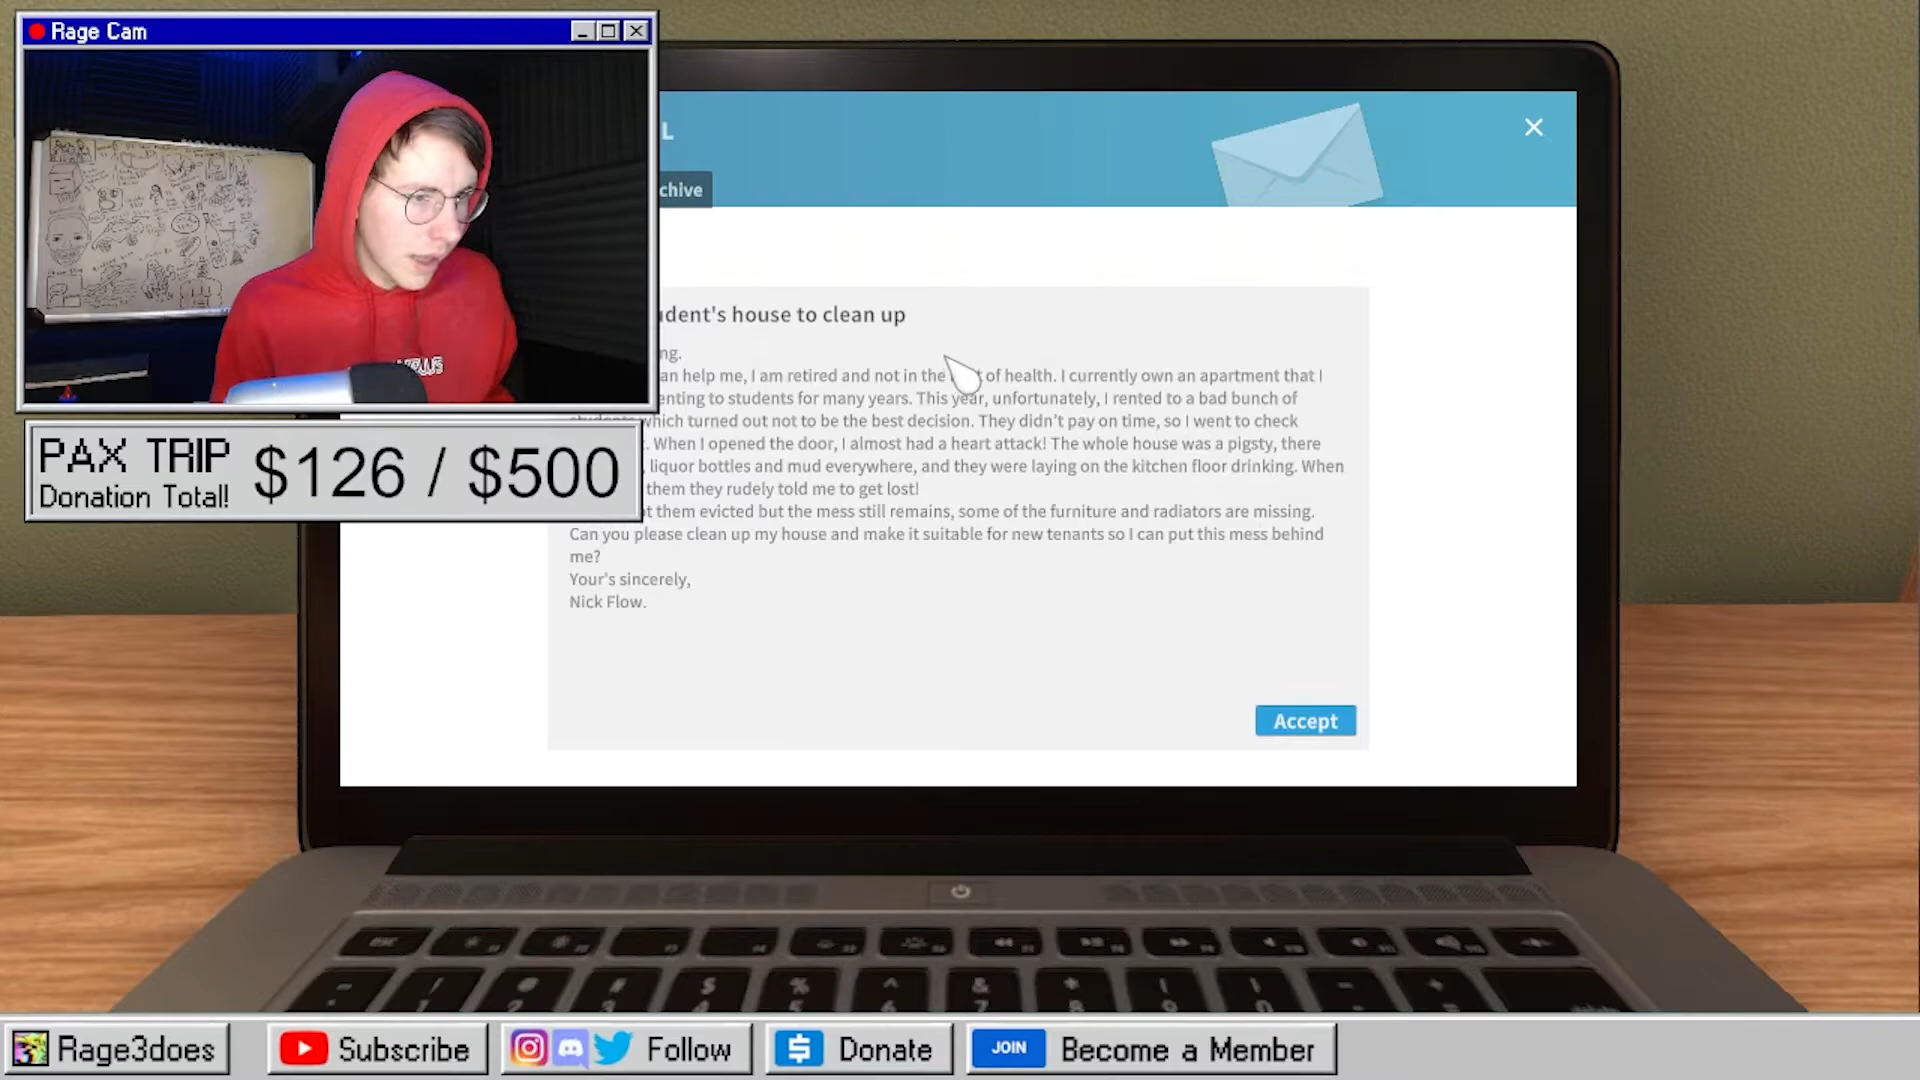 Rage Cam
L
chive
PAX TRIP
Donation Total!
$126 / $500
udent's house to clean up
ng.
an help me, I am retired and not in the of health. I currently own an apartment that I
enting to students for many years. This year, unfortunately, I rented to a bad bunch of
students which turned out not to be the best decision. They didn't pay on time, so I went to check
. When I opened the door, I almost had a heart attack! The whole house was a pigsty, there
, liquor bottles and mud everywhere, and they were laying on the kitchen floor drinking. When
them they rudely told me to get lost!
ot them evicted but the mess still remains, some of the furniture and radiators are missing.
Can you please clean up my house and make it suitable for new tenants so I can put this mess behind
me?
Your's sincerely,
Nick Flow.
Accept
Rage3does
Subscribe
Follow
Donate
JOIN
Become a Member